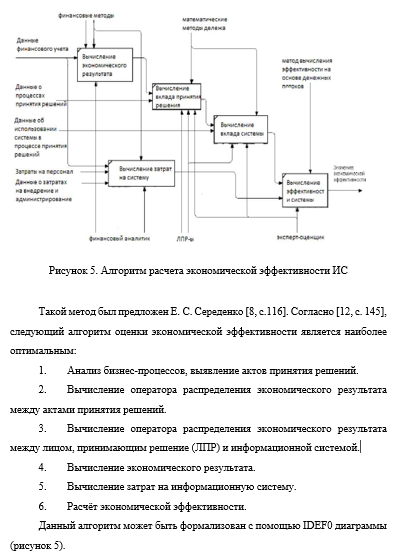 финансовые методы
математические
методы дележа
Данные
финансового учета
Вычисление
экономического
результата
метод вычисления
эффективности на
основе денежных
потоков
Данные о
процессах
принятия решений
Вычисление
вклада принятия
решения
Данные об
использовании
системы в
процессе принятия
решений
Вычисление
вклада системы
Затраты на персонал
Данные о затратах
на внедрение и
администрирование
Вычисление затрат
на систему
Вычисление
эффективност
и системы
Значение
экономической
эффективности
финансовый аналитик
ЛПР-ы
эксперт-оценщик
Рисунок 5. Алгоритм расчета экономической эффективности ИС
Такой метод был предложен Е. С. Середенко [8, с.116]. Согласно [12, с. 145],
следующий алгоритм оценки экономической эффективности является наиболее
оптимальным:
1. Анализ бизнес-процессов, выявление актов принятия решений.
2. Вычисление оператора распределения экономического результата
между актами принятия решений.
3. Вычисление оператора распределения экономического результата
между лицом, принимающим решение (ЛПР) и информационной системой.
4. Вычисление экономического результата.
5. Вычисление затрат на информационную систему.
6. Расчёт экономической эффективности.
Данный алгоритм может быть формализован с помощью IDEF0 диаграммы
(рисунок 5).